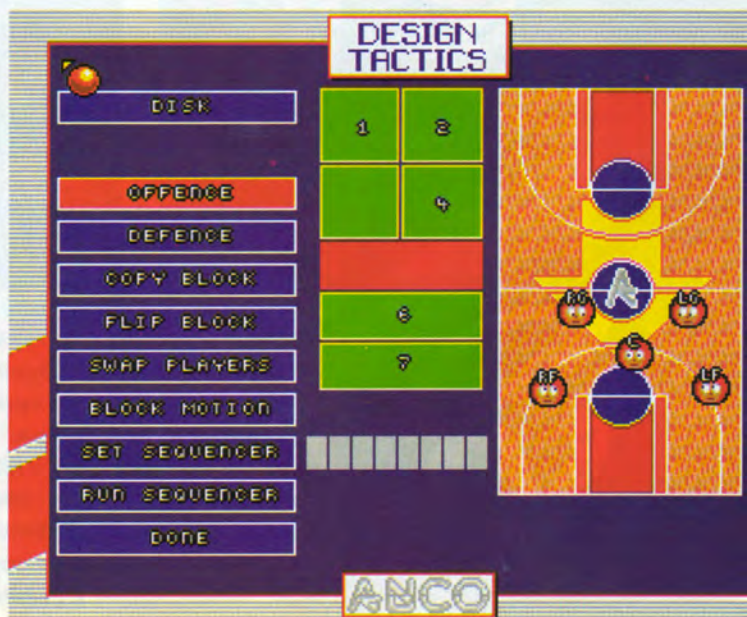 DESIGN
TACTICS
DISK
OFFENCE
DEFENCE
COPY BLOCK
FLIP BLOCK
SWAP PLAYERS
BLOCK MOTION
SET SEQUENCER
RUN SEQUENCER
DONE
1 2
4
6
7
RG LG
C
RF LF
ANCO